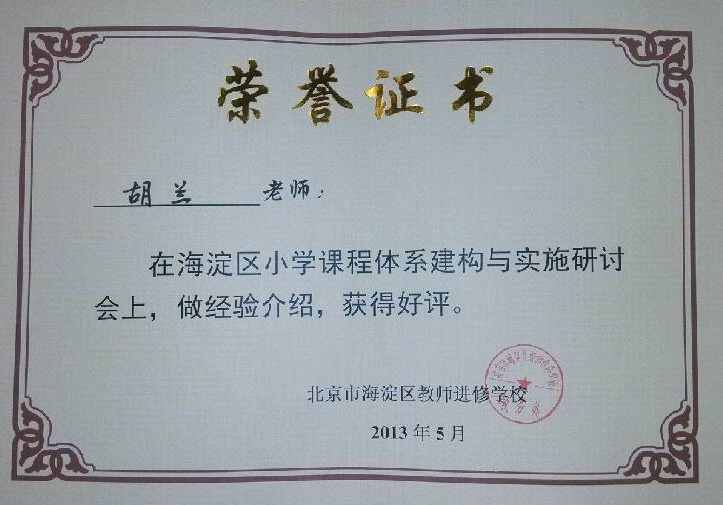 荣誉证书
胡兰 老师：
在海淀区小学课程体系建构与实施研讨
会上，做经验介绍，获得好评。
北京市海淀区教师进修学校
2013 年 5 月